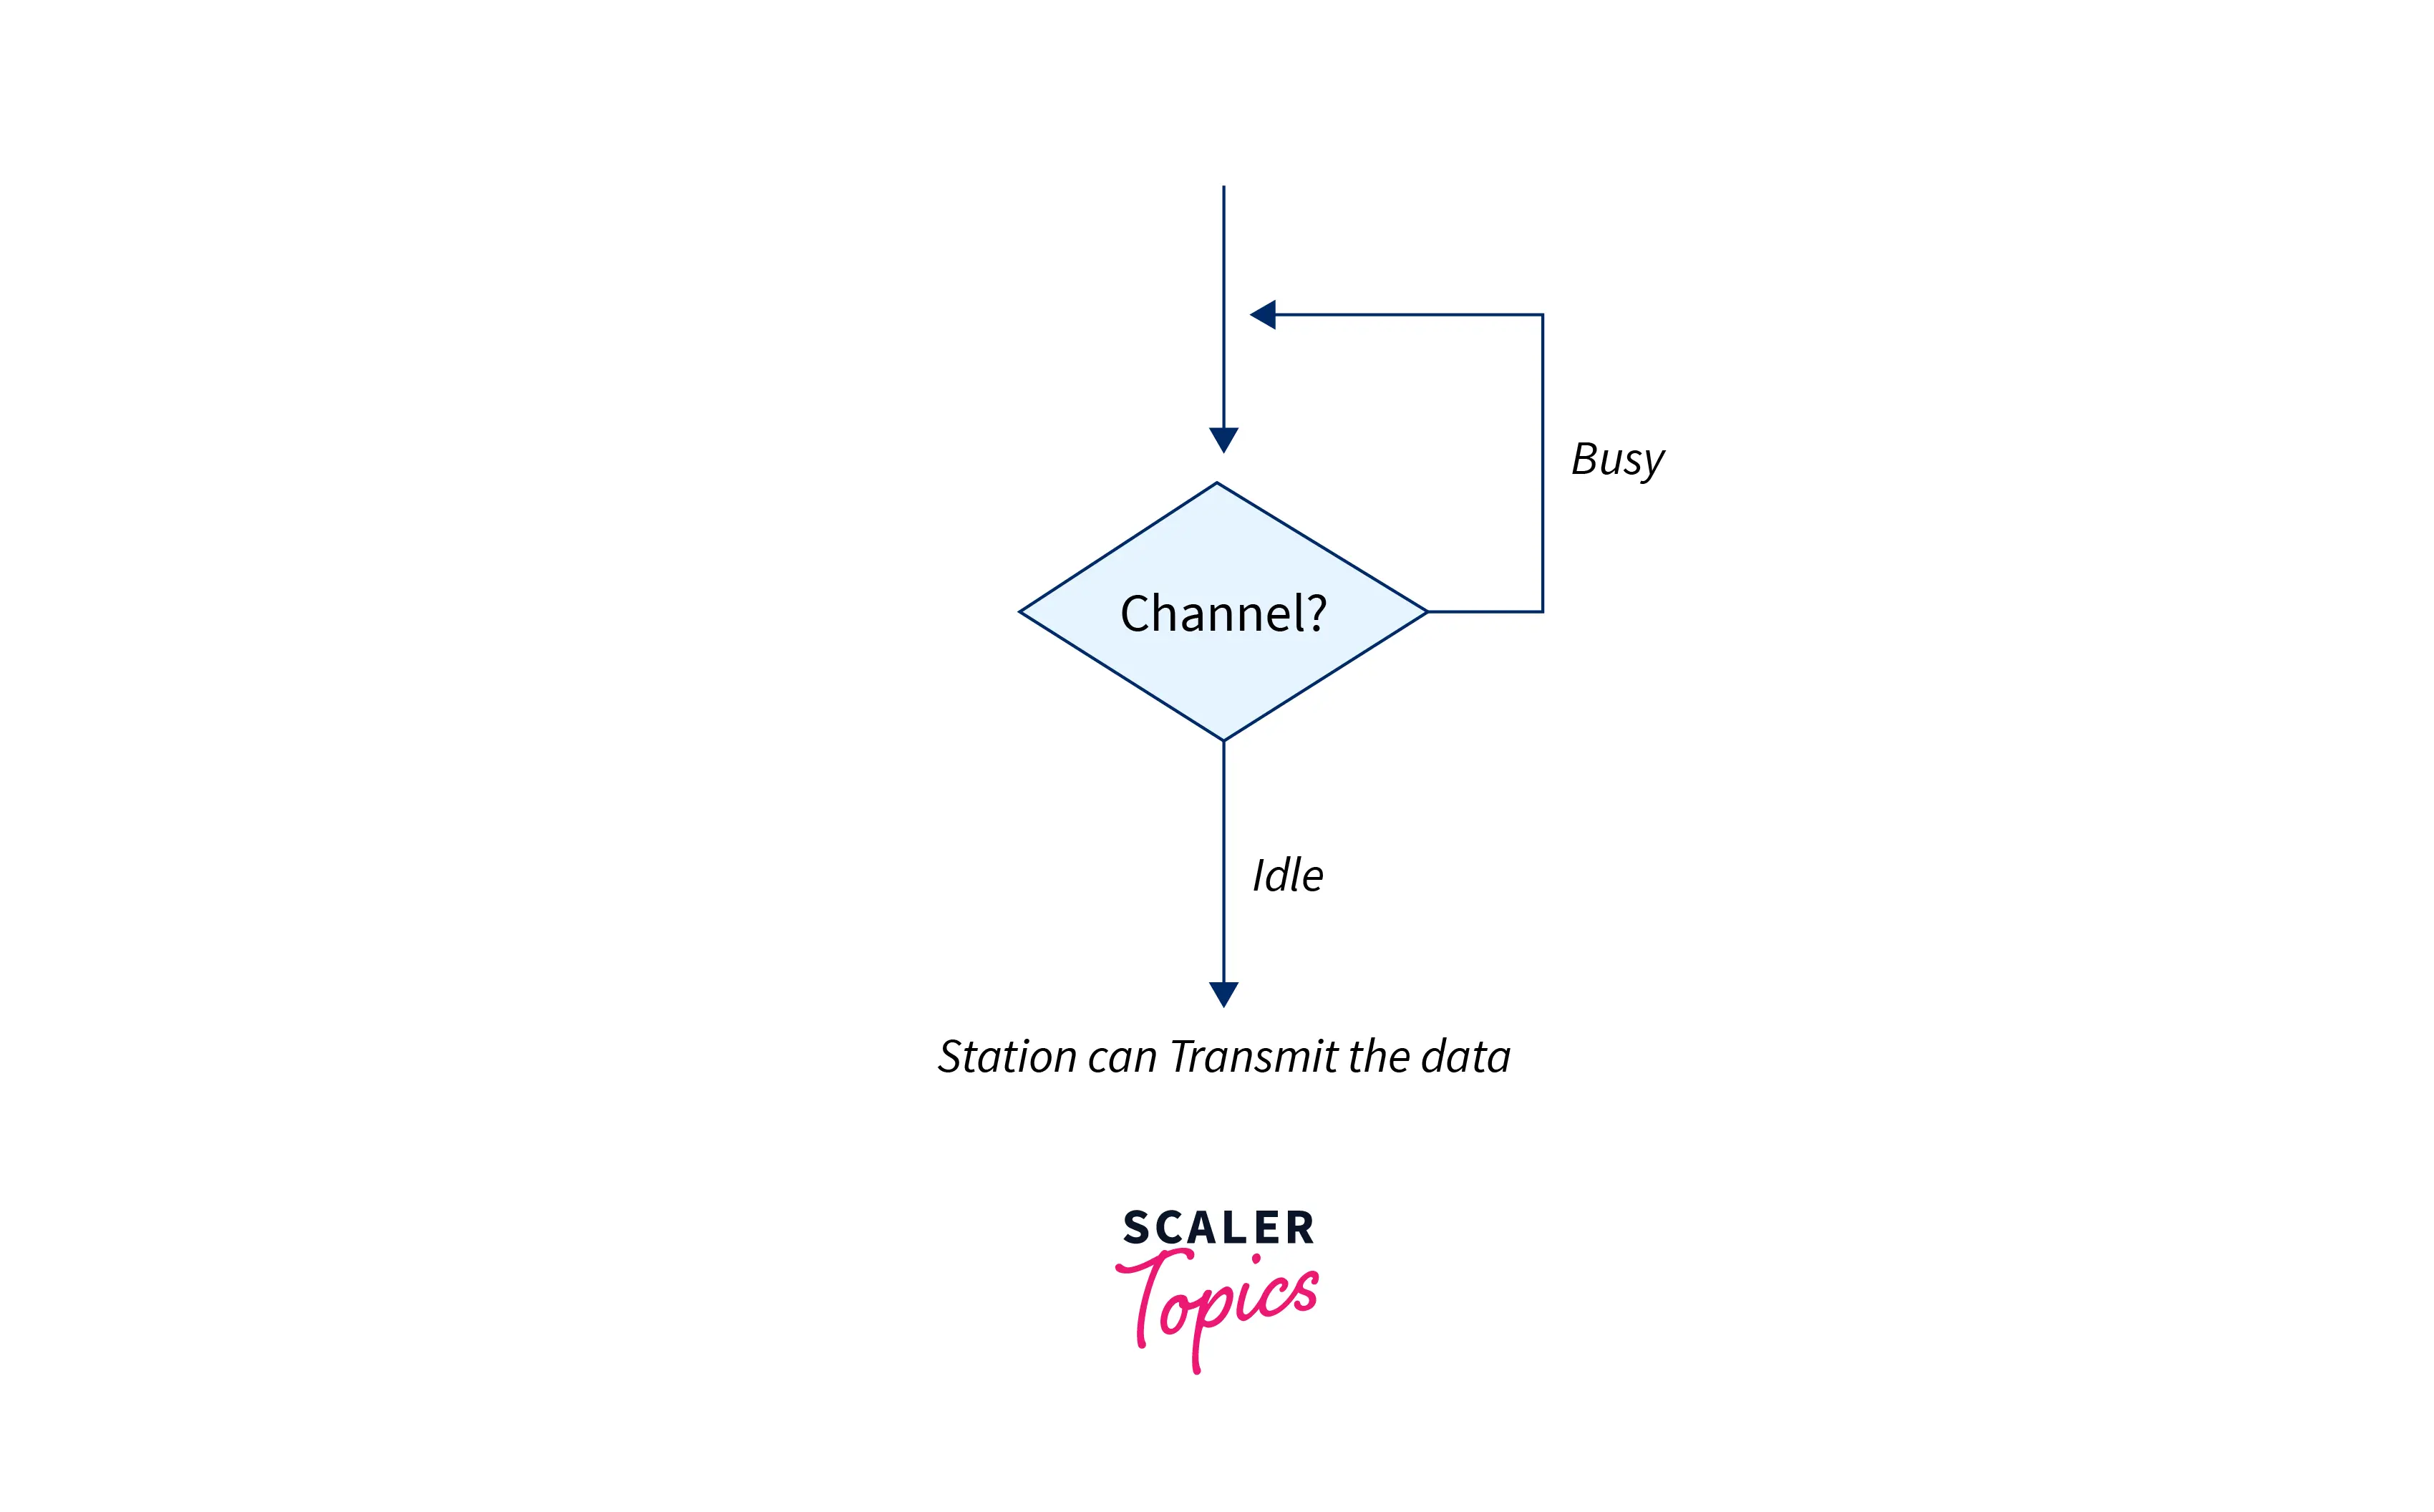 Busy
Channel?
Idle
Station can Transmit the data
SCALER
Topics